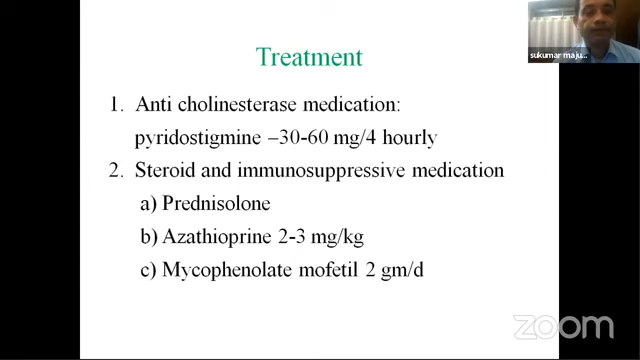 sukumar maju...
Treatment
1. Anti cholinesterase medication:
pyridostigmine –30-60 mg/4 hourly
2. Steroid and immunosuppressive medication
a) Prednisolone
b) Azathioprine 2-3 mg/kg
c) Mycophenolate mofetil 2 gm/d
zoom